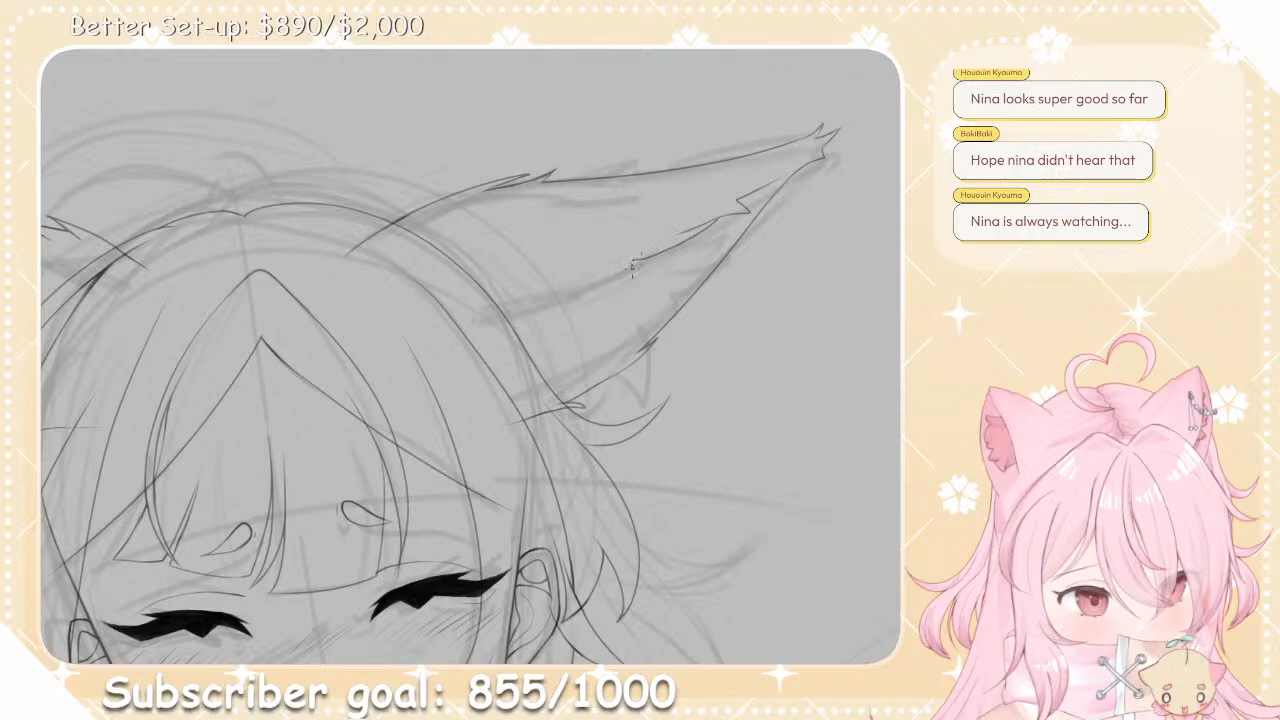 Better Set-up: $890/$2,000
Hououin Kyouma
Nina looks super good so far
BakiBaki
Hope nina didn't hear that
Hououin Kyouma
Nina is always watching...
Subscriber goal: 855/1000